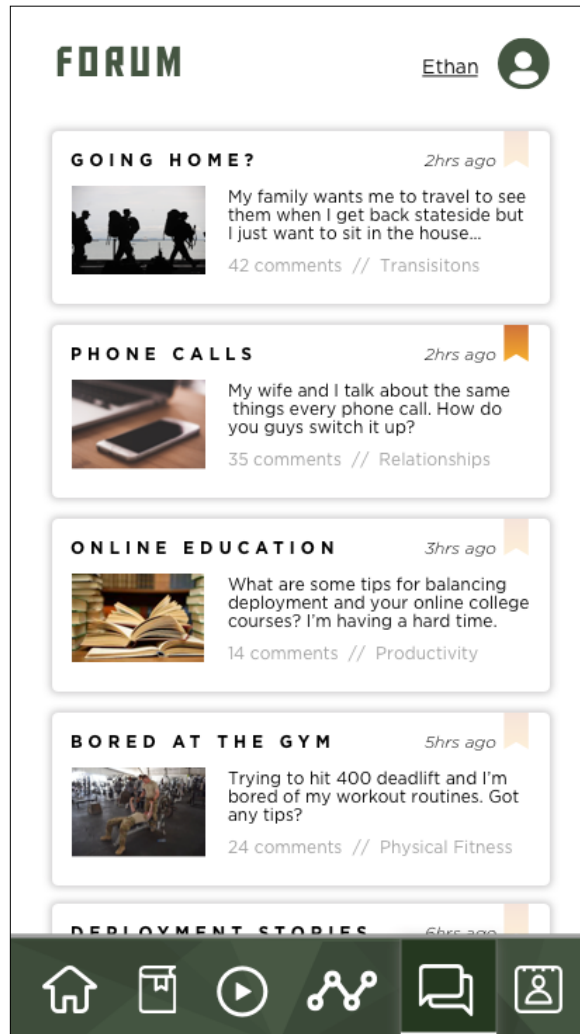 FORUM
Ethan
GOING HOME?
2hrs ago
My family wants me to travel to see
them when I get back stateside but
I just want to sit in the house...
42 comments // Transisitons
PHONE CALLS
2hrs ago
My wife and I talk about the same
things every phone call. How do
you guys switch it up?
35 comments // Relationships
ONLINE EDUCATION
3hrs ago
What are some tips for balancing
deployment and your online college
courses? I'm having a hard time.
14 comments // Productivity
BORED AT THE GYM
5hrs ago
Trying to hit 400 deadlift and I'm
bored of my workout routines. Got
any tips?
24 comments // Physical Fitness
DEPLOYMENT STORIES
6hrs ago